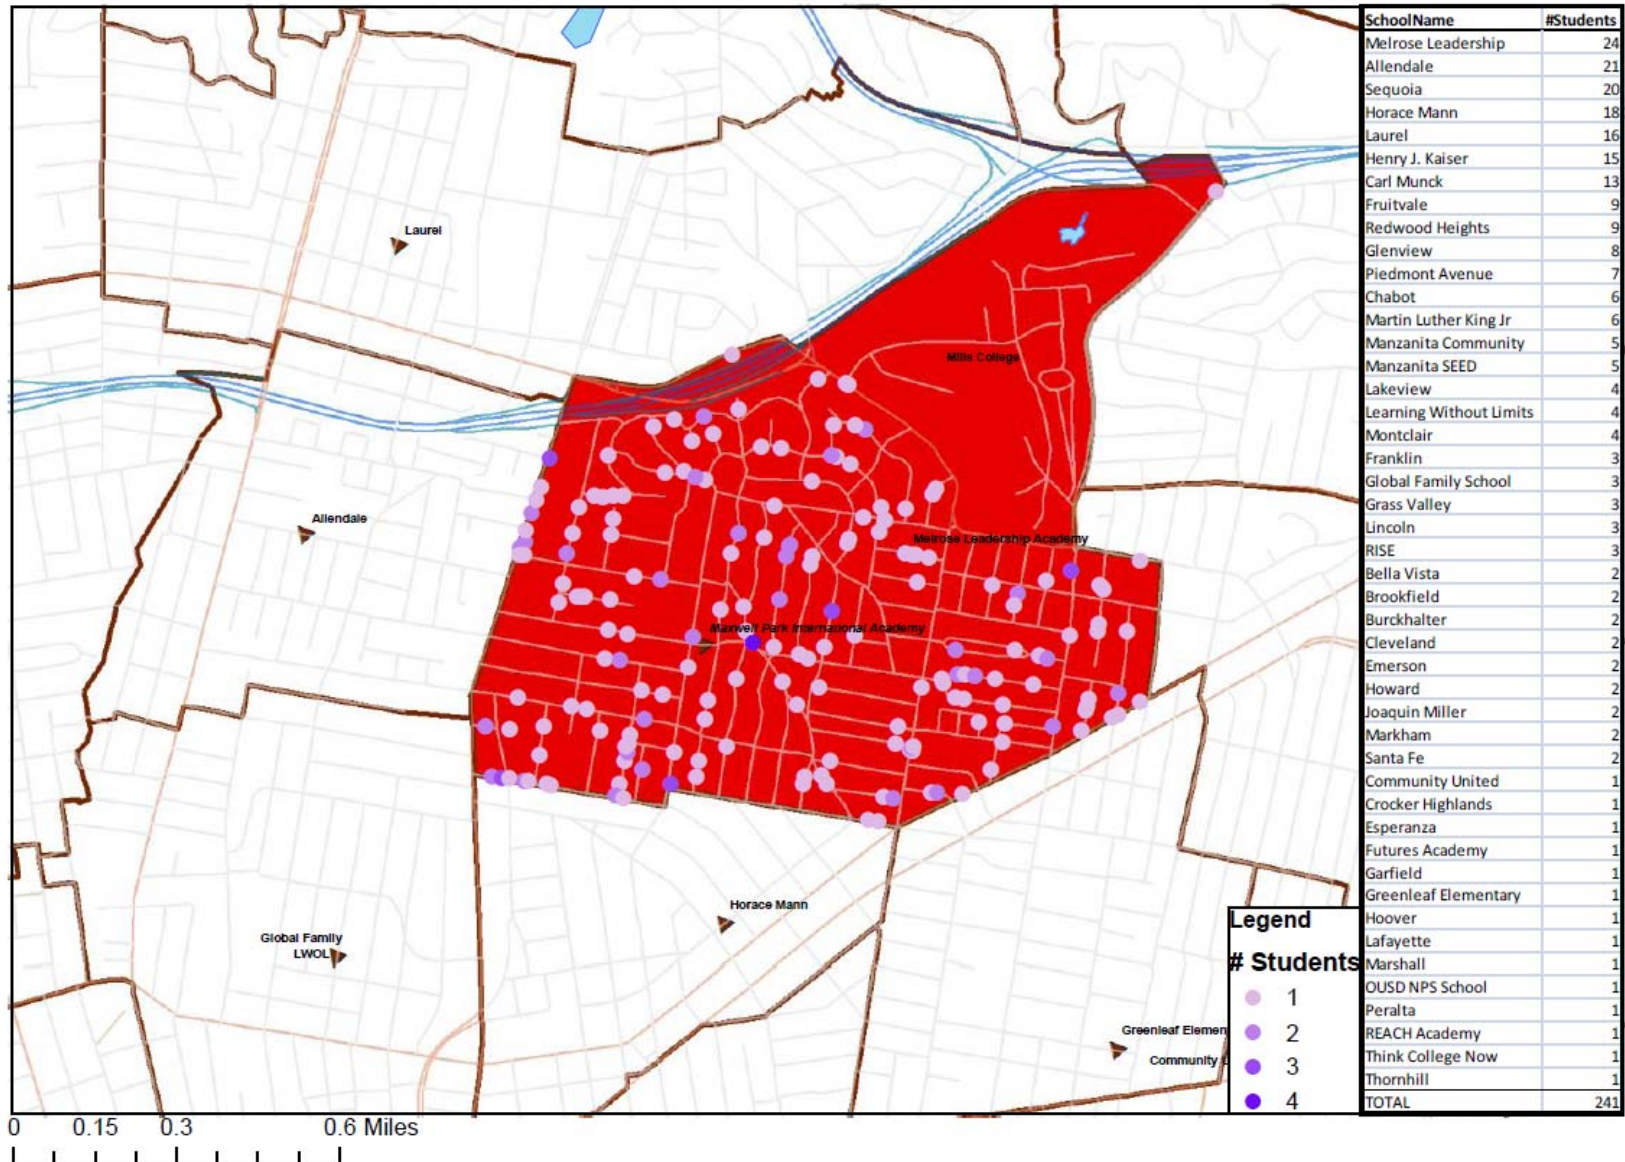 Laurel
Mills College
Allendale
Melrose Leadership Academy
Maxwell Park International Academy
Horace Mann
Global Family
LWOL
Greenleaf Elemen
Community
Legend
# Students
1
2
3
4
0 0.15 0.3 0.6 Miles
SchoolName #Students
Melrose Leadership 24
Allendale 21
Sequoia 20
Horace Mann 18
Laurel 16
Henry J. Kaiser 15
Carl Munck 13
Fruitvale 9
Redwood Heights 9
Glenview 8
Piedmont Avenue 7
Chabot 6
Martin Luther King Jr 6
Manzanita Community 5
Manzanita SEED 5
Lakeview 4
Learning Without Limits 4
Montclair 4
Franklin 3
Global Family School 3
Grass Valley 3
Lincoln 3
RISE 3
Bella Vista 2
Brookfield 2
Burckhalter 2
Cleveland 2
Emerson 2
Howard 2
Joaquin Miller 2
Markham 2
Santa Fe 2
Community United 1
Crocker Highlands 1
Esperanza 1
Futures Academy 1
Garfield 1
Greenleaf Elementary 1
Hoover 1
Lafayette 1
Marshall 1
OUSD NPS School 1
Peralta 1
REACH Academy 1
Think College Now 1
Thornhill 1
TOTAL 241